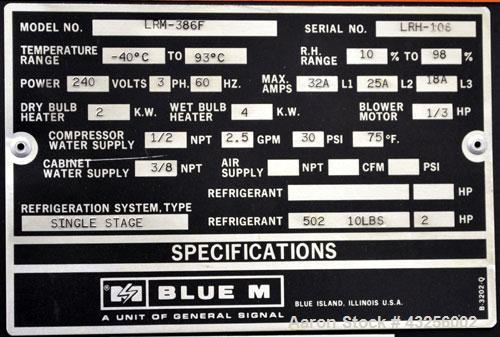 MODEL NO. LRM-386F SERIAL NO. LRH-106
TEMPERATURE RANGE -40°C TO 93°C R.H. RANGE 10 % TO 98 %
POWER 240 VOLTS 3 PH. 60 HZ. MAX. AMPS 32A L1 25A L2 18A L3
DRY BULB HEATER 2 K.W. WET BULB HEATER 4 K.W. BLOWER MOTOR 1/3 HP
COMPRESSOR WATER SUPPLY 1/2 NPT 2.5 GPM 30 PSI 75 °F.
CABINET WATER SUPPLY 3/8 NPT AIR SUPPLY NPT CFM PSI
REFRIGERANT HP
REFRIGERATION SYSTEM, TYPE
SINGLE STAGE REFRIGERANT 502 10LBS 2 HP
SPECIFICATIONS
® BLUE M BLUE ISLAND, ILLINOIS U.S.A.
A UNIT OF GENERAL SIGNAL
B-3202-Q
Aaron Stock # 43256002